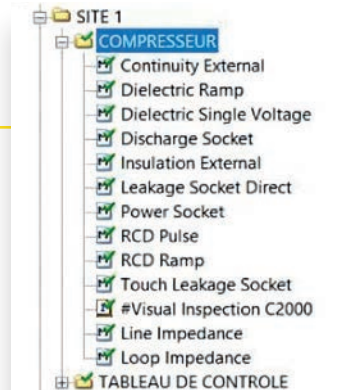 SITE 1
COMPRESSEUR
Continuity External
Dielectric Ramp
Dielectric Single Voltage
Discharge Socket
Insulation External
Leakage Socket Direct
Power Socket
RCD Pulse
RCD Ramp
Touch Leakage Socket
#Visual Inspection C2000
Line Impedance
Loop Impedance
TABLEAU DE CONTROLE